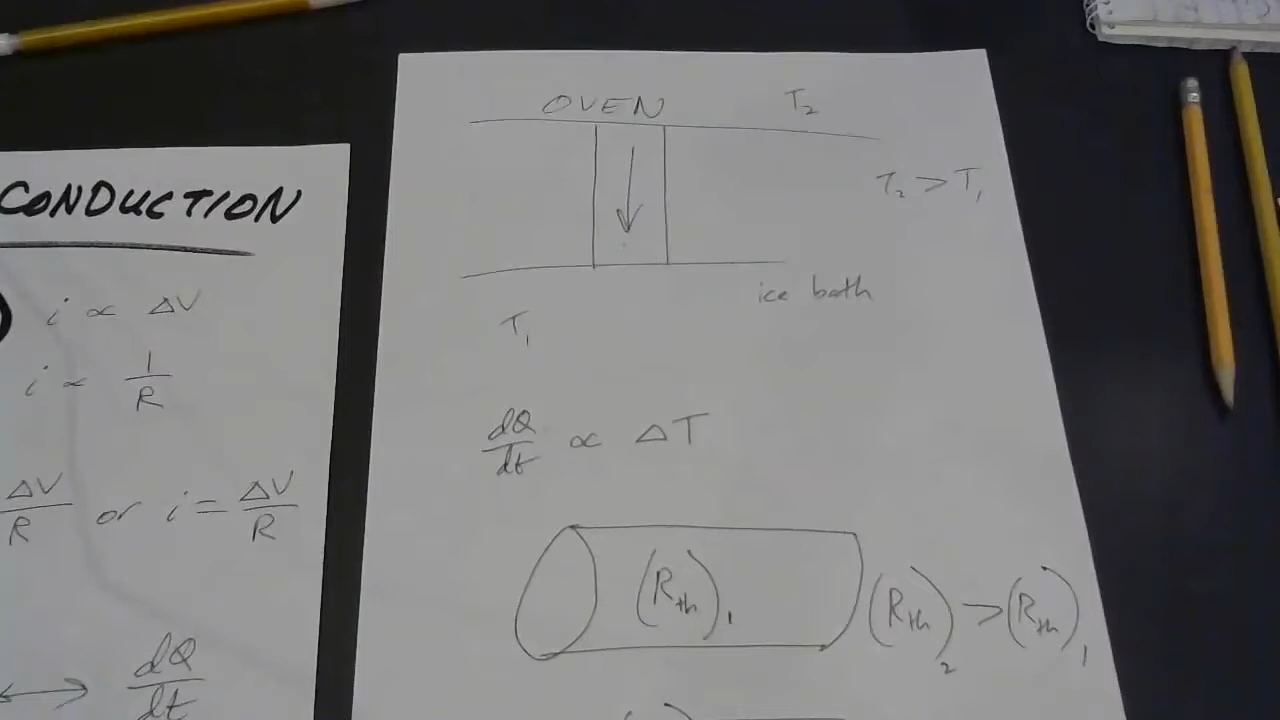 CONDUCTION
i ∝ ΔV
i ∝ 1/R
ΔV/R or i = ΔV/R
↔ dQ/dt
OVEN T₂
T₂ > T₁
ice bath
T₁
dQ/dt ∝ ΔT
(R_th)₁ (R_th)₂ > (R_th)₁